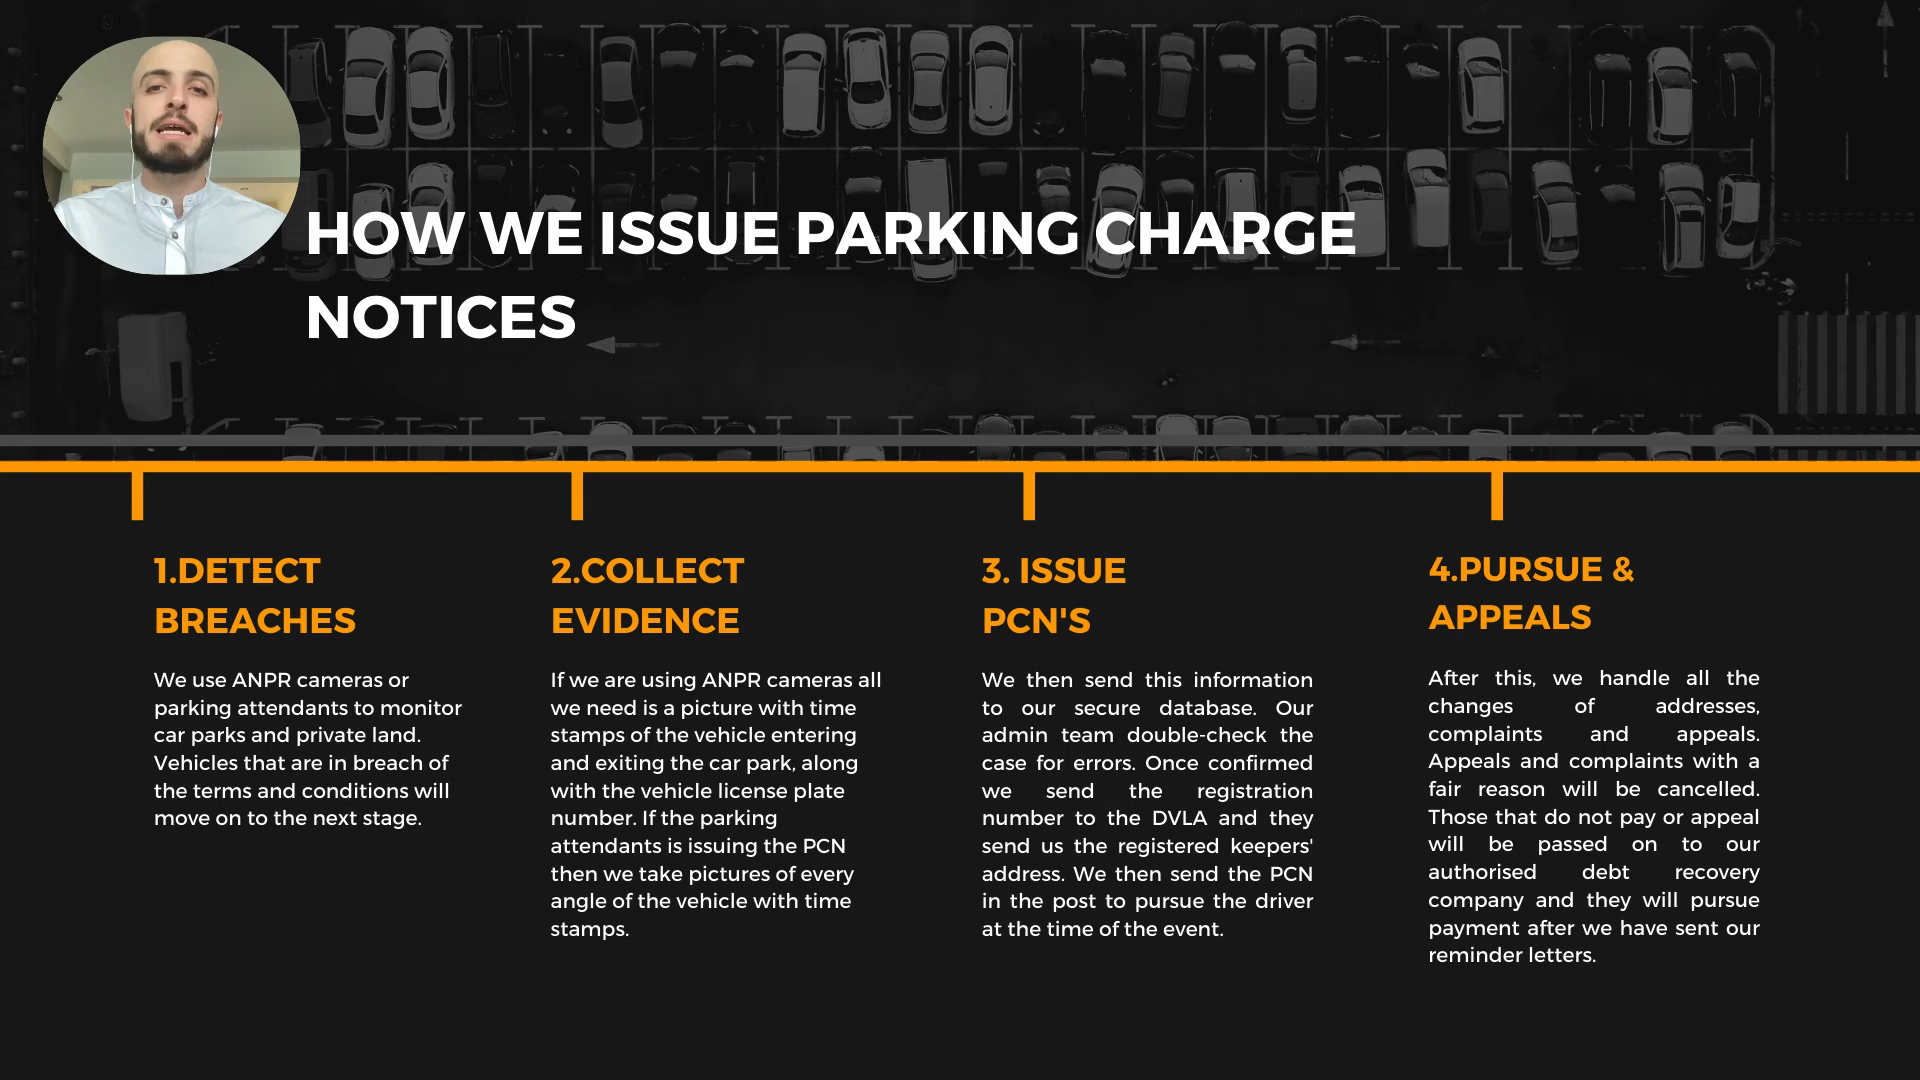 HOW WE ISSUE PARKING CHARGE
NOTICES
1.DETECT
BREACHES
We use ANPR cameras or
parking attendants to monitor
car parks and private land.
Vehicles that are in breach of
the terms and conditions will
move on to the next stage.
2.COLLECT
EVIDENCE
If we are using ANPR cameras all
we need is a picture with time
stamps of the vehicle entering
and exiting the car park, along
with the vehicle license plate
number. If the parking
attendants is issuing the PCN
then we take pictures of every
angle of the vehicle with time
stamps.
3. ISSUE
PCN'S
We then send this information
to our secure database. Our
admin team double-check the
case for errors. Once confirmed
we send the registration
number to the DVLA and they
send us the registered keepers'
address. We then send the PCN
in the post to pursue the driver
at the time of the event.
4.PURSUE &
APPEALS
After this, we handle all the
changes of addresses,
complaints and appeals.
Appeals and complaints with a
fair reason will be cancelled.
Those that do not pay or appeal
will be passed on to our
authorised debt recovery
company and they will pursue
payment after we have sent our
reminder letters.